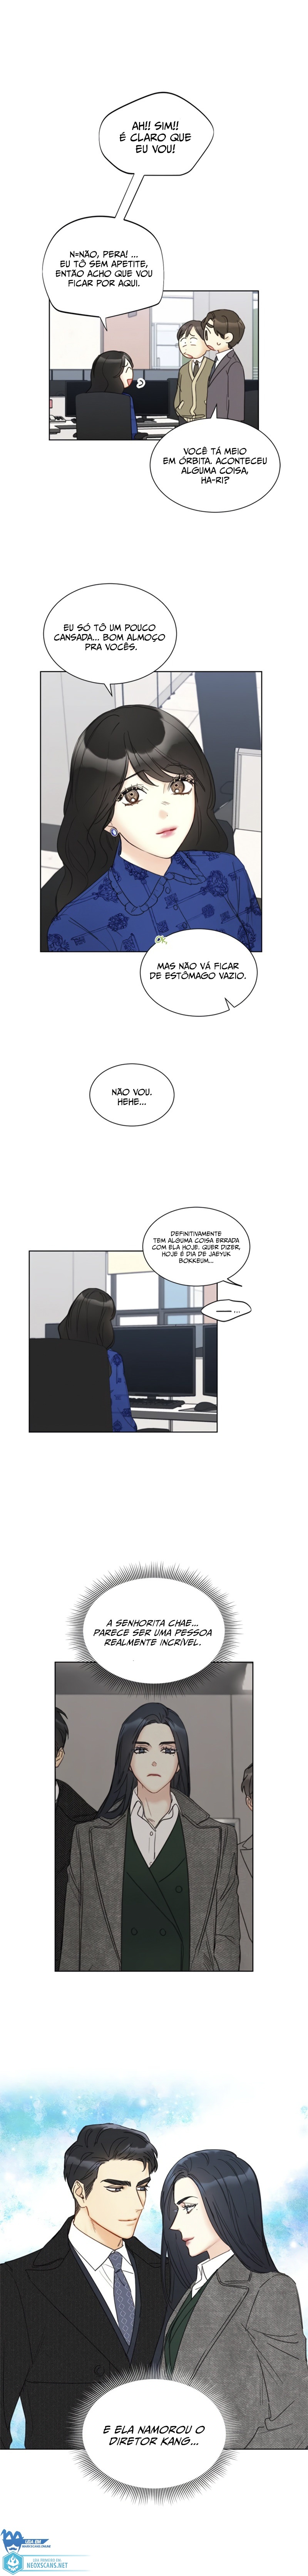 AH!! SIM!!
É CLARO QUE
EU VOU!
N=NÃO, PERA! ...
EU TÔ SEM APETITE,
ENTÃO ACHO QUE VOU
FICAR POR AQUI.
VOCÊ TÁ MEIO
EM ÓRBITA. ACONTECEU
ALGUMA COISA,
HA-RI?
EU SÓ TÔ UM POUCO
CANSADA... BOM ALMOÇO
PRA VOCÊS.
OK,
MAS NÃO VÁ FICAR
DE ESTÔMAGO VAZIO.
NÃO VOU.
HEHE...
DEFINITIVAMENTE
TEM ALGUMA COISA ERRADA
COM ELA HOJE. QUER DIZER,
HOJE É DIA DE JAEYUK
BOKKEUM...
A SENHORITA CHAE...
PARECE SER UMA PESSOA
REALMENTE INCRÍVEL.
E ELA NAMOROU O
DIRETOR KANG...
LEIA EM
NEOXSCANS.NET